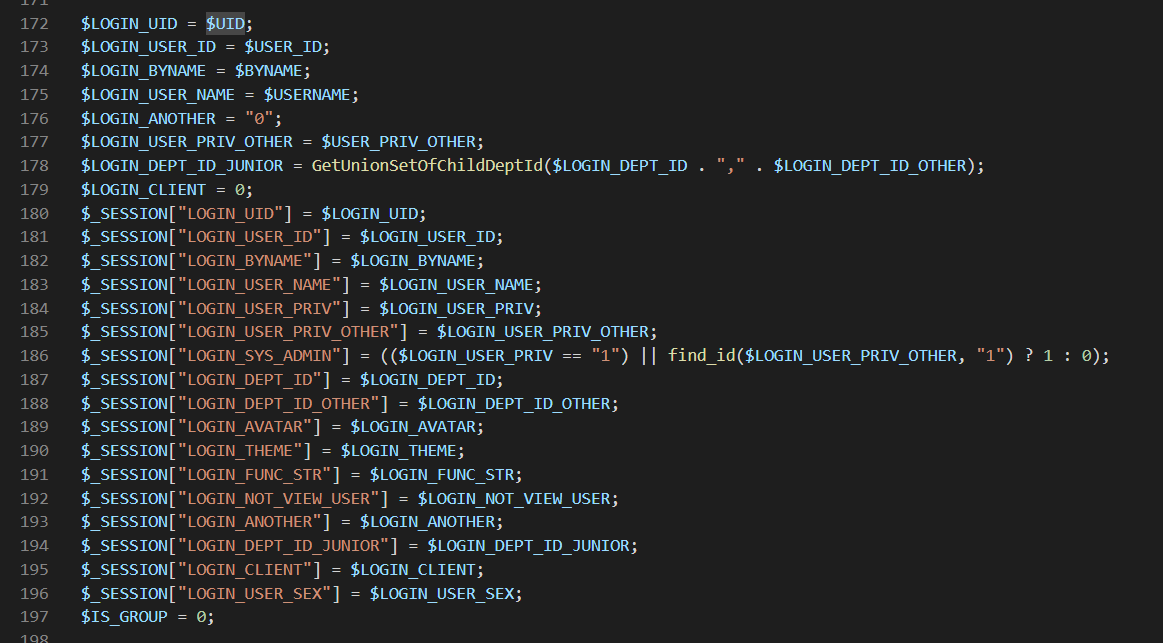 171
172 $LOGIN_UID = $UID;
173 $LOGIN_USER_ID = $USER_ID;
174 $LOGIN_BYNAME = $BYNAME;
175 $LOGIN_USER_NAME = $USERNAME;
176 $LOGIN_ANOTHER = "0";
177 $LOGIN_USER_PRIV_OTHER = $USER_PRIV_OTHER;
178 $LOGIN_DEPT_ID_JUNIOR = GetUnionSetOfChildDeptId($LOGIN_DEPT_ID . "," . $LOGIN_DEPT_ID_OTHER);
179 $LOGIN_CLIENT = 0;
180 $_SESSION["LOGIN_UID"] = $LOGIN_UID;
181 $_SESSION["LOGIN_USER_ID"] = $LOGIN_USER_ID;
182 $_SESSION["LOGIN_BYNAME"] = $LOGIN_BYNAME;
183 $_SESSION["LOGIN_USER_NAME"] = $LOGIN_USER_NAME;
184 $_SESSION["LOGIN_USER_PRIV"] = $LOGIN_USER_PRIV;
185 $_SESSION["LOGIN_USER_PRIV_OTHER"] = $LOGIN_USER_PRIV_OTHER;
186 $_SESSION["LOGIN_SYS_ADMIN"] = (($LOGIN_USER_PRIV == "1") || find_id($LOGIN_USER_PRIV_OTHER, "1") ? 1 : 0);
187 $_SESSION["LOGIN_DEPT_ID"] = $LOGIN_DEPT_ID;
188 $_SESSION["LOGIN_DEPT_ID_OTHER"] = $LOGIN_DEPT_ID_OTHER;
189 $_SESSION["LOGIN_AVATAR"] = $LOGIN_AVATAR;
190 $_SESSION["LOGIN_THEME"] = $LOGIN_THEME;
191 $_SESSION["LOGIN_FUNC_STR"] = $LOGIN_FUNC_STR;
192 $_SESSION["LOGIN_NOT_VIEW_USER"] = $LOGIN_NOT_VIEW_USER;
193 $_SESSION["LOGIN_ANOTHER"] = $LOGIN_ANOTHER;
194 $_SESSION["LOGIN_DEPT_ID_JUNIOR"] = $LOGIN_DEPT_ID_JUNIOR;
195 $_SESSION["LOGIN_CLIENT"] = $LOGIN_CLIENT;
196 $_SESSION["LOGIN_USER_SEX"] = $LOGIN_USER_SEX;
197 $IS_GROUP = 0;
198